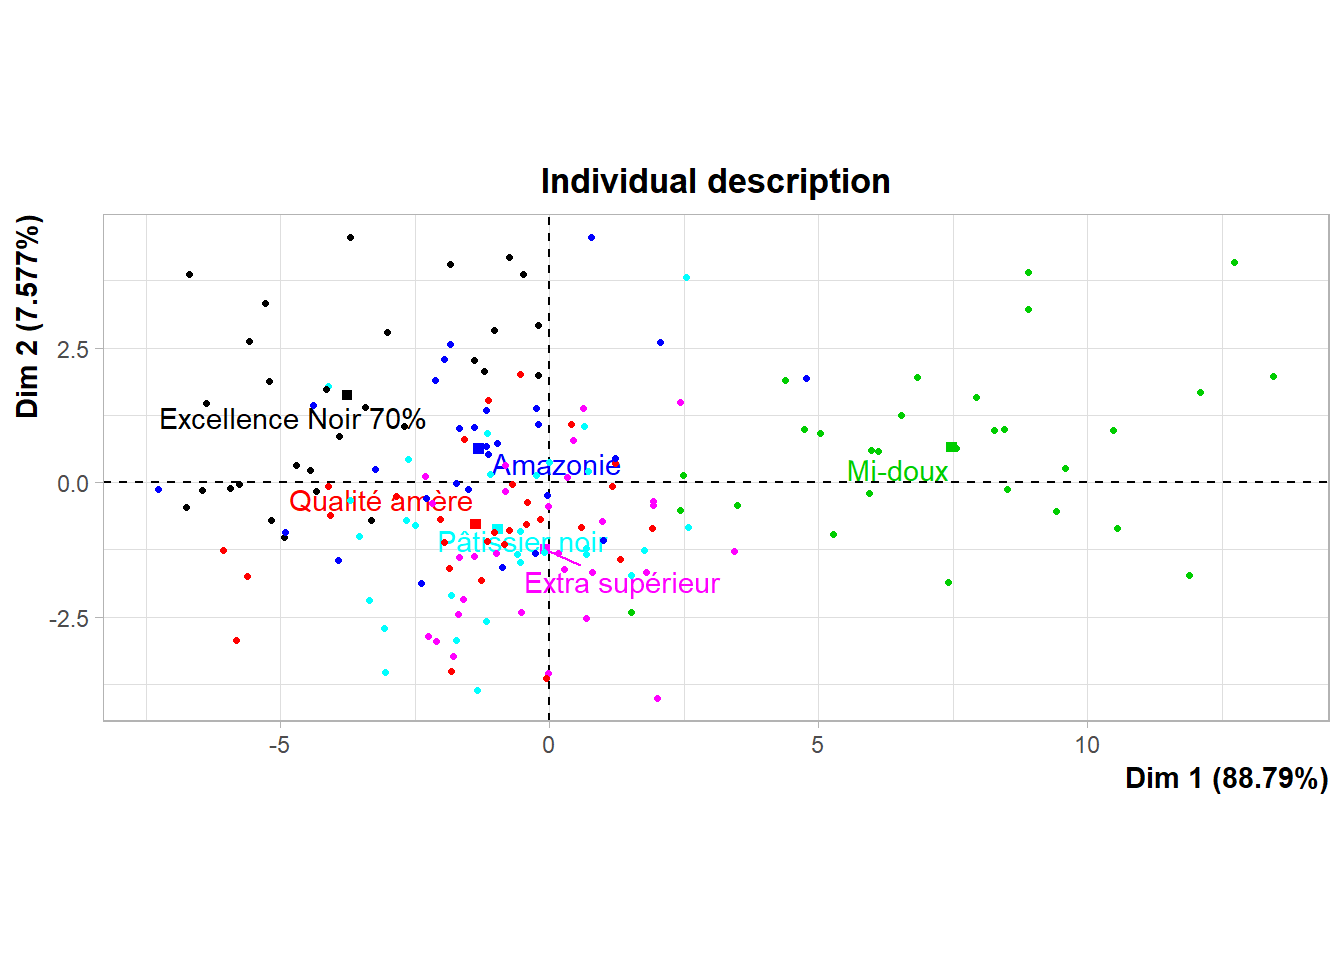 Individual description
Dim 2 (7.577%)
2.5
0.0
-2.5
Excellence Noir 70%
Amazonie
Mi-doux
Qualité amère
Pâtissier noir
Extra supérieur
-5
0
5
10
Dim 1 (88.79%)